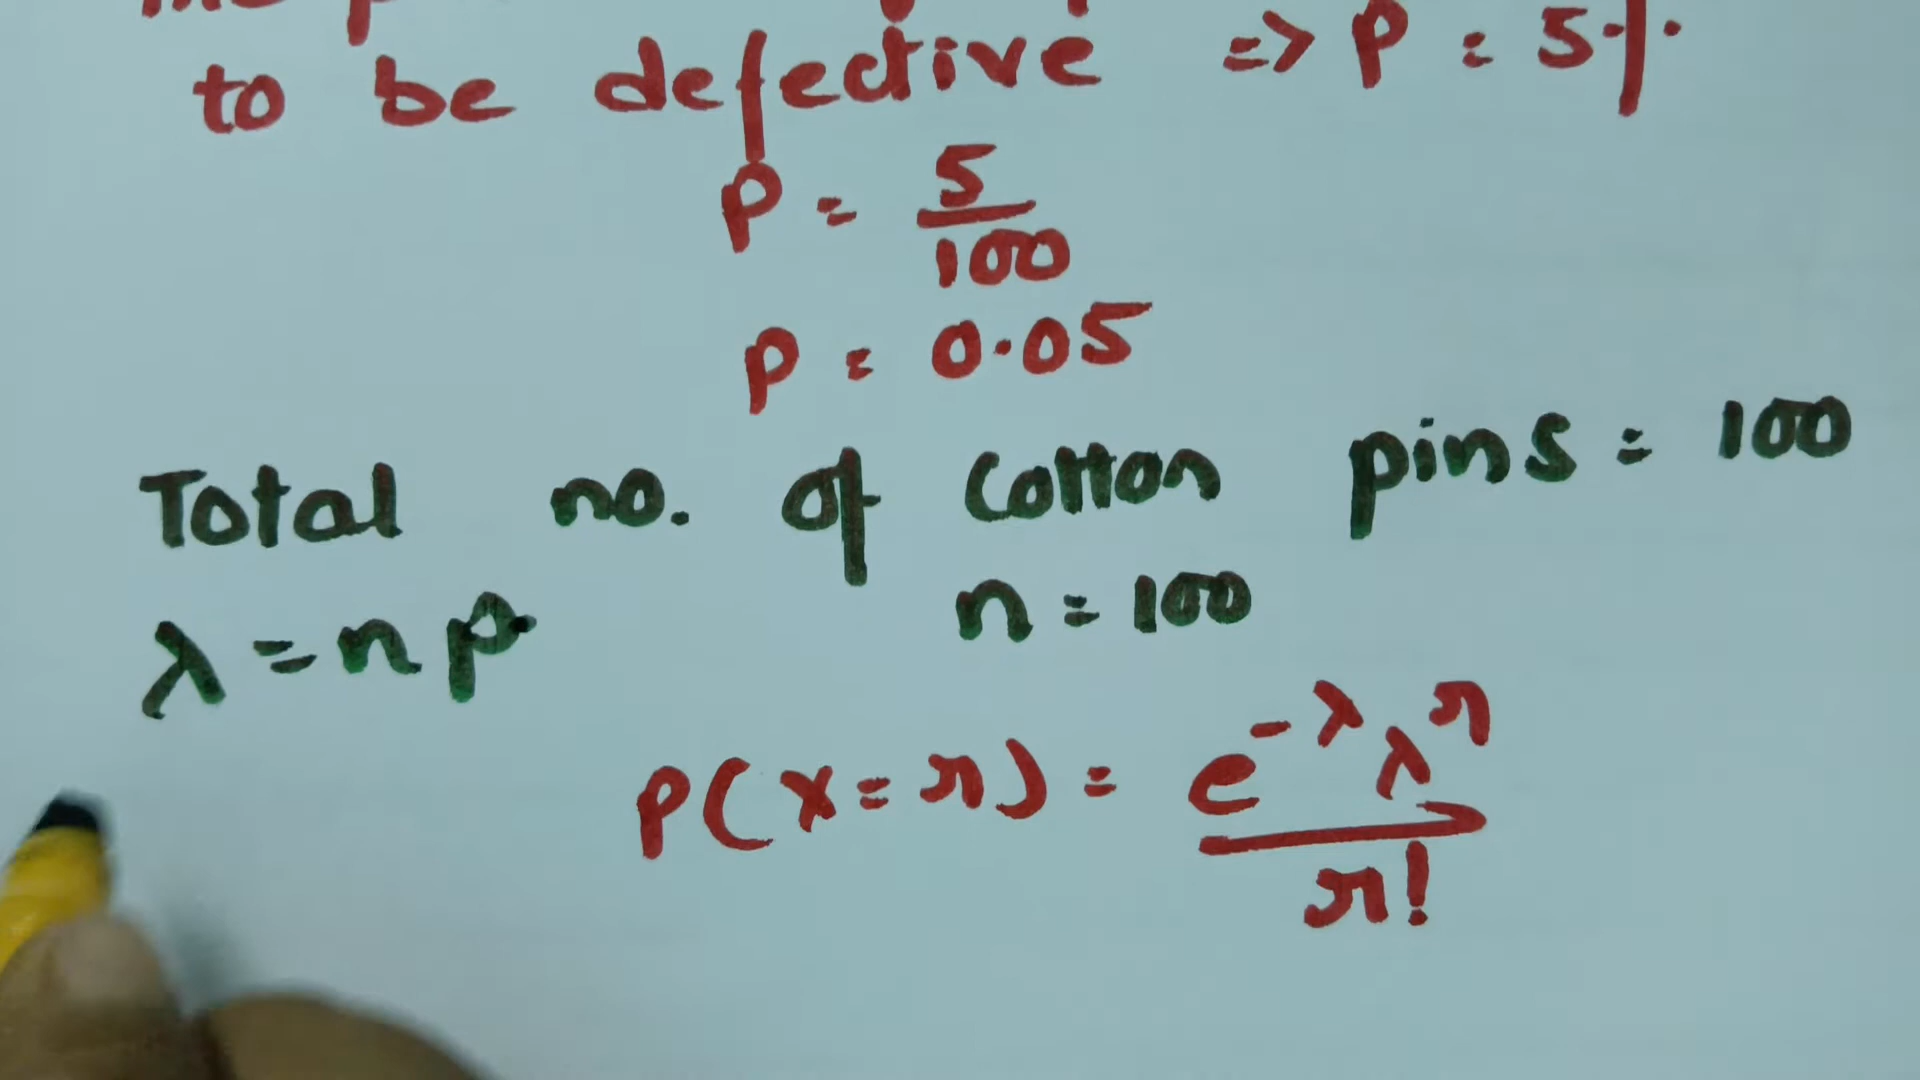 to be defective => P = 5%
P = 5/100
P = 0.05
Total no. of Cotton pins = 100
n = 100
λ = np
P(x=r) = e^-λ λ^r / r!